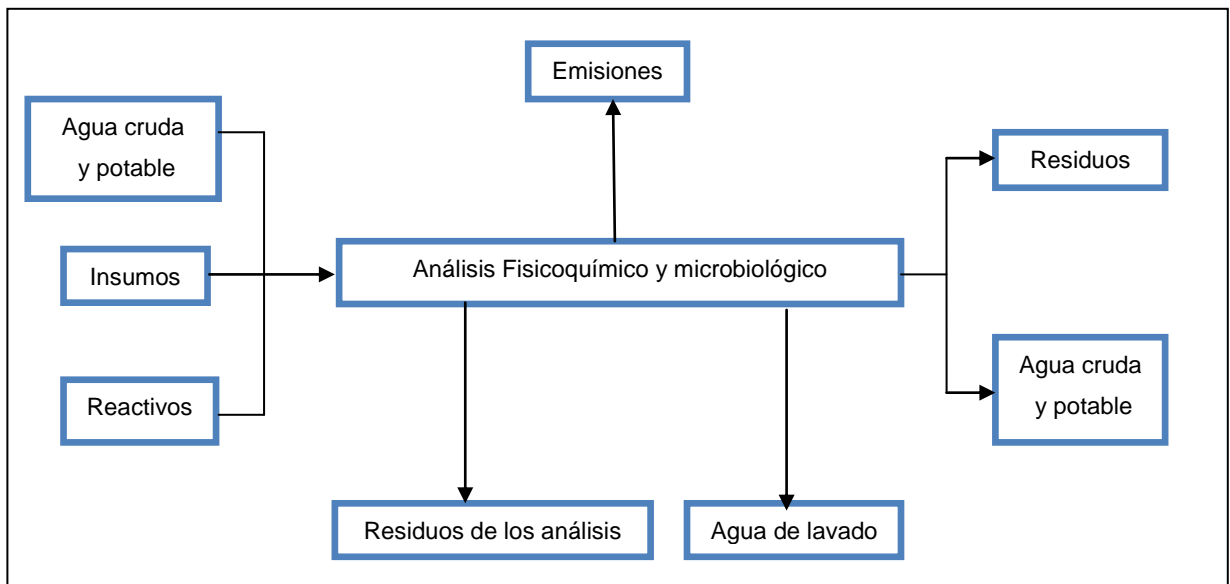 Emisiones
Agua cruda
y potable
Residuos
Insumos
Análisis Fisicoquímico y microbiológico
Reactivos
Agua cruda
y potable
Residuos de los análisis
Agua de lavado